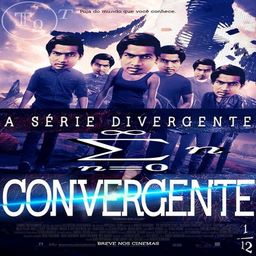 Fuja do mundo que você conhece.
A SÉRIE DIVERGENTE
∞
∑ n
n=0
CONVERGENTE
1
12
BREVE NOS CINEMAS